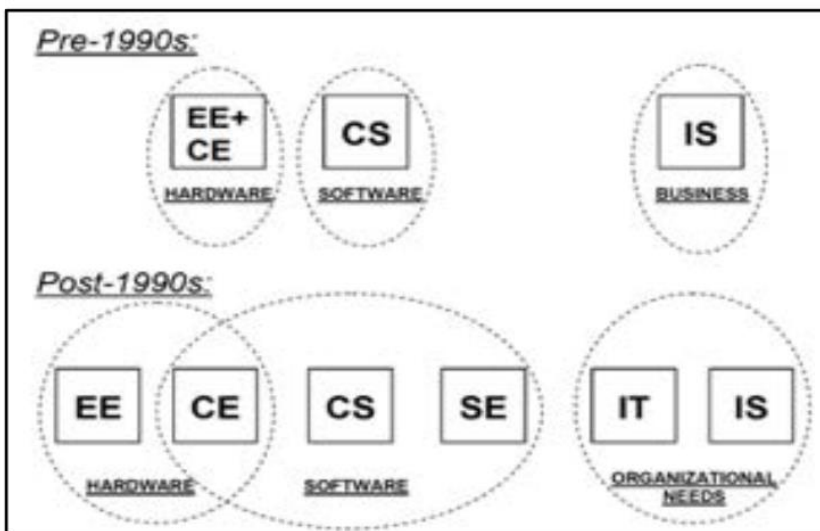 Pre-1990s:
EE+
CE
CS
IS
HARDWARE
SOFTWARE
BUSINESS
Post-1990s:
EE
CE
CS
SE
IT
IS
HARDWARE
SOFTWARE
ORGANIZATIONAL
NEEDS